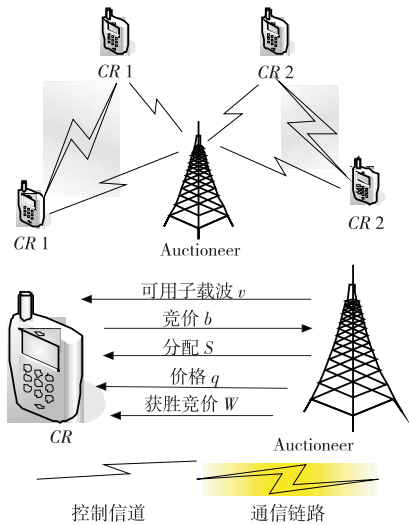 CR 1
CR 2
CR 1
CR 2
Auctioneer
可用子载波 v
竞价 b
分配 S
价格 q
获胜竞价 W
CR
Auctioneer
控制信道
通信链路